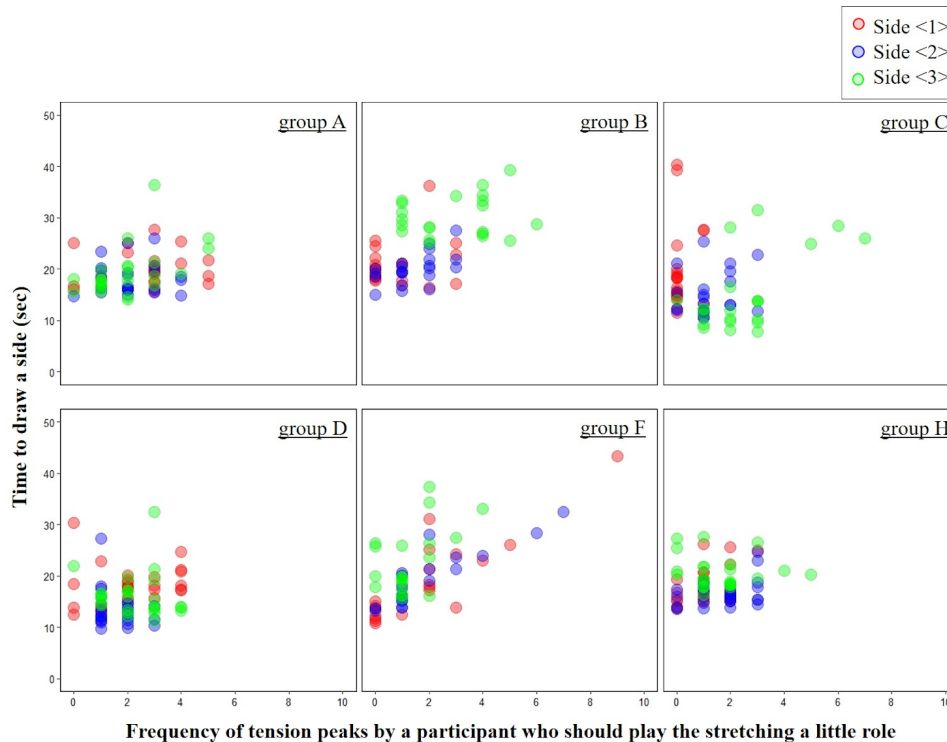 Side <1>
Side <2>
Side <3>
group A
group B
group C
50
40
30
20
10
0
group D
group F
group H
50
40
30
20
10
0
0 2 4 6 8 10 0 2 4 6 8 10 0 2 4 6 8 10
Time to draw a side (sec)
Frequency of tension peaks by a participant who should play the stretching a little role